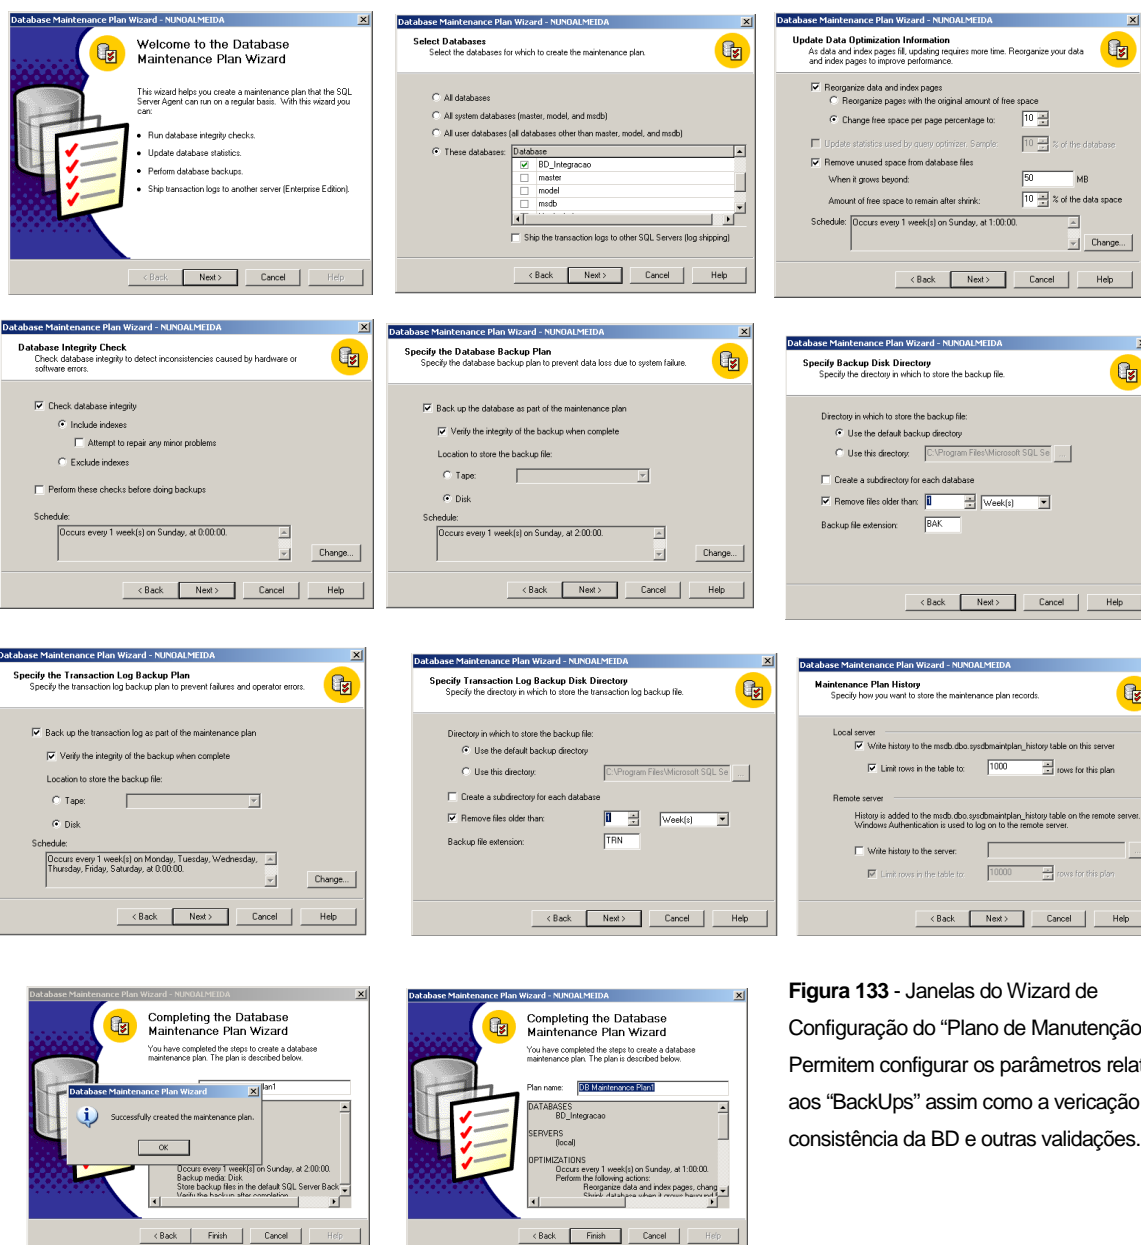 Database Maintenance Plan Wizard - NUNOALMEIDA
Welcome to the Database
Maintenance Plan Wizard
This wizard helps you create a maintenance plan that the SQL
Server Agent can run on a regular basis. With this wizard you
can:
Run database integrity checks.
Update database statistics.
Perform database backups.
Ship transaction logs to another server (Enterprise Edition).
< Back Next > Cancel Help
Database Maintenance Plan Wizard - NUNOALMEIDA
Select Databases
Select the databases for which to create the maintenance plan.
All databases
All system databases (master, model, and msdb)
All user databases (all databases other than master, model, and msdb)
These databases:
Database
BD_Integracao
master
model
msdb
Ship the transaction logs to other SQL Servers (log shipping)
< Back Next > Cancel Help
Database Maintenance Plan Wizard - NUNOALMEIDA
Update Data Optimization Information
As data and index pages fill, updating requires more time. Reorganize your data
and index pages to improve performance.
Reorganize data and index pages
Reorganize pages with the original amount of free space
Change free space per page percentage to: 10
Update statistics used by query optimizer. Sample: 10 % of the database
Remove unused space from database files
When it grows beyond: 50 MB
Amount of free space to remain after shrink: 10 % of the data space
Schedule: Occurs every 1 week(s) on Sunday, at 1:00:00.
Change...
< Back Next > Cancel Help
Database Maintenance Plan Wizard - NUNOALMEIDA
Database Integrity Check
Check database integrity to detect inconsistencies caused by hardware or
software errors.
Check database integrity
Include indexes
Attempt to repair any minor problems
Exclude indexes
Perform these checks before doing backups
Schedule:
Occurs every 1 week(s) on Sunday, at 0:00:00.
Change...
< Back Next > Cancel Help
Database Maintenance Plan Wizard - NUNOALMEIDA
Specify the Database Backup Plan
Specify the database backup plan to prevent data loss due to system failure.
Back up the database as part of the maintenance plan
Verify the integrity of the backup when complete
Location to store the backup file:
Tape:
Disk
Schedule:
Occurs every 1 week(s) on Sunday, at 2:00:00.
Change...
< Back Next > Cancel Help
Database Maintenance Plan Wizard - NUNOALMEIDA
Specify Backup Disk Directory
Specify the directory in which to store the backup file.
Directory in which to store the backup file:
Use the default backup directory
Use this directory: C:\Program Files\Microsoft SQL Se ...
Create a subdirectory for each database
Remove files older than: 1 Week(s)
Backup file extension: BAK
< Back Next > Cancel Help
Database Maintenance Plan Wizard - NUNOALMEIDA
Specify the Transaction Log Backup Plan
Specify the transaction log backup plan to prevent failures and operator errors.
Back up the transaction log as part of the maintenance plan
Verify the integrity of the backup when complete
Location to store the backup file:
Tape:
Disk
Schedule:
Occurs every 1 week(s) on Monday, Tuesday, Wednesday,
Thursday, Friday, Saturday, at 0:00:00.
Change...
< Back Next > Cancel Help
Database Maintenance Plan Wizard - NUNOALMEIDA
Specify Transaction Log Backup Disk Directory
Specify the directory in which to store the transaction log backup file.
Directory in which to store the backup file:
Use the default backup directory
Use this directory: C:\Program Files\Microsoft SQL Se ...
Create a subdirectory for each database
Remove files older than: 1 Week(s)
Backup file extension: TRN
< Back Next > Cancel Help
Database Maintenance Plan Wizard - NUNOALMEIDA
Maintenance Plan History
Specify how you want to store the maintenance plan records.
Local server
Write history to the msdb.dbo.sysdbmaintplan_history table on this server
Limit rows in the table to: 1000 rows for this plan
Remote server
History is added to the msdb.dbo.sysdbmaintplan_history table on the remote server.
Windows Authentication is used to log on to the remote server.
Write history to the server:
Limit rows in the table to: 10000 rows for this plan
< Back Next > Cancel Help
Database Maintenance Plan Wizard - NUNOALMEIDA
Completing the Database
Maintenance Plan Wizard
You have completed the steps to create a database
maintenance plan. The plan is described below.
lan1
Database Maintenance Plan Wizard
Successfully created the maintenance plan.
OK
Occurs every 1 week(s) on Sunday, at 2:00:00.
Backup media: Disk
Store backup files in the default SQL Server Back
Verify the backup after completion
< Back Finish Cancel Help
Database Maintenance Plan Wizard - NUNOALMEIDA
Completing the Database
Maintenance Plan Wizard
You have completed the steps to create a database
maintenance plan. The plan is described below.
Plan name: DB Maintenance Plan1
DATABASES
BD_Integracao
SERVERS
(local)
OPTIMIZATIONS
Occurs every 1 week(s) on Sunday, at 1:00:00.
Perform the following actions:
Reorganize data and index pages, chang
Shrink database when it grows beyond
< Back Finish Cancel Help
Figura 133 - Janelas do Wizard de
Configuração do “Plano de Manutenção
Permitem configurar os parâmetros relat
aos “BackUps” assim como a vericação
consistência da BD e outras validações.